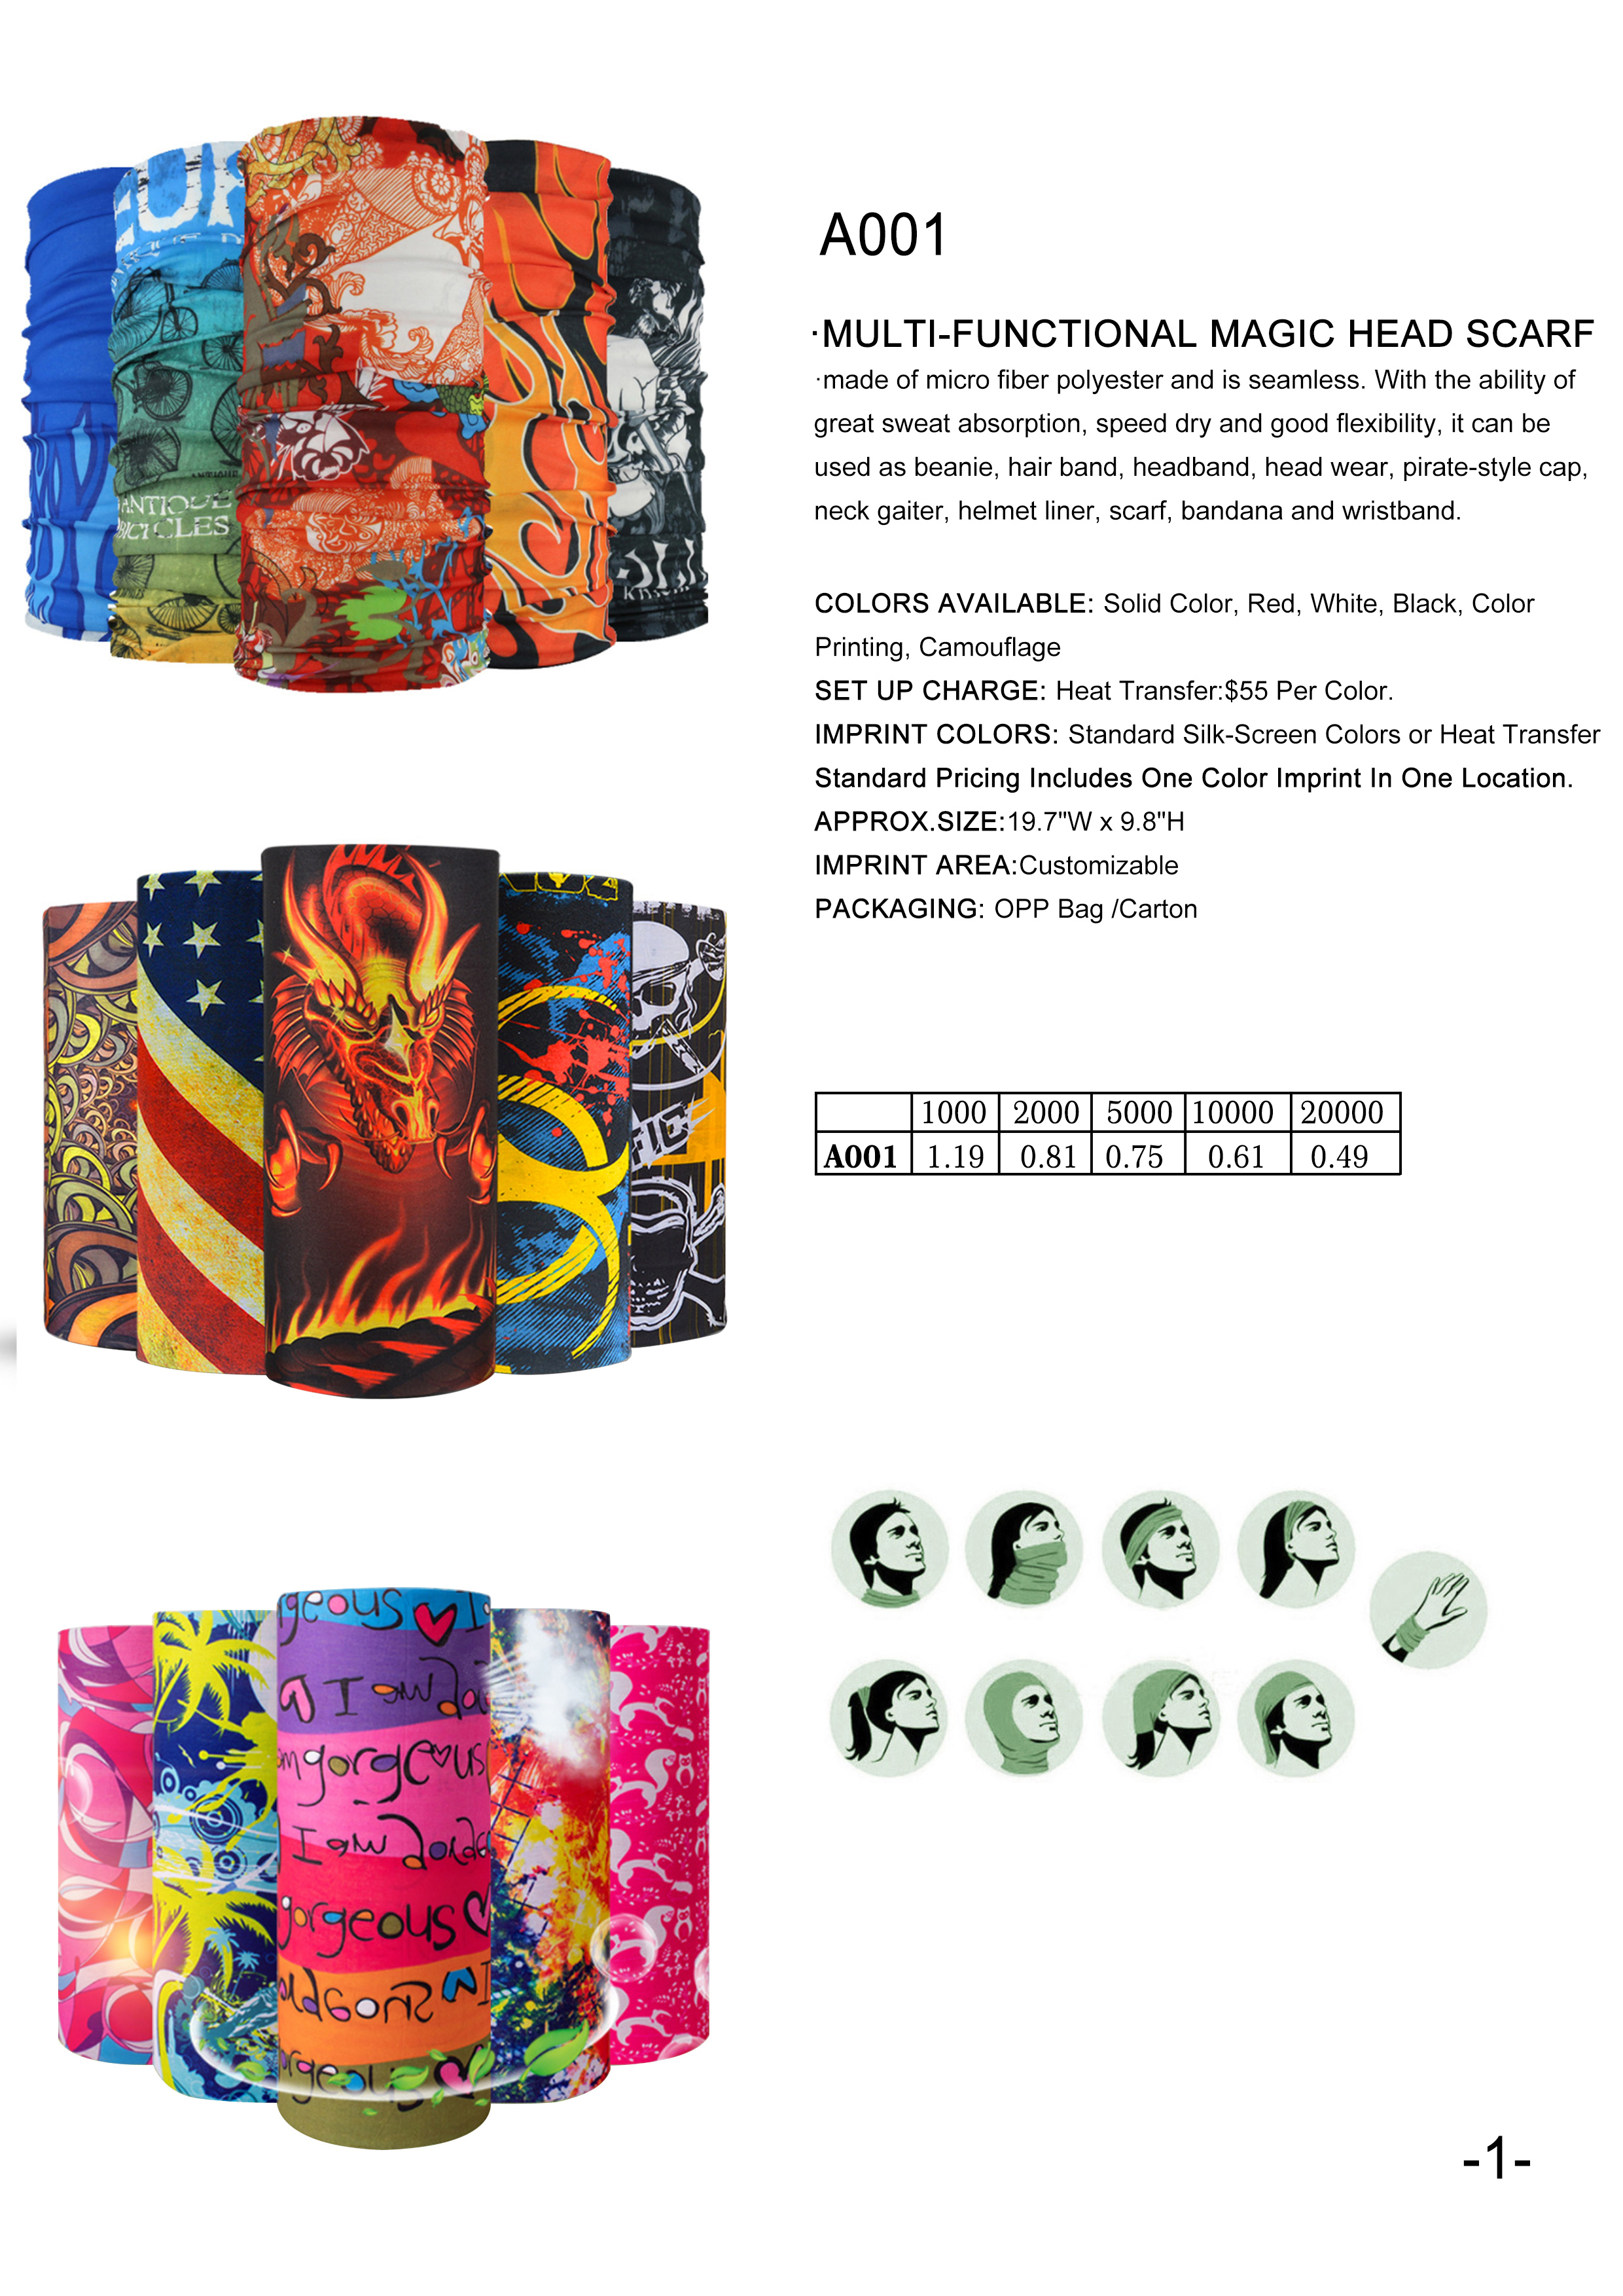 A001
·MULTI-FUNCTIONAL MAGIC HEAD SCARF
·made of micro fiber polyester and is seamless. With the ability of
great sweat absorption, speed dry and good flexibility, it can be
used as beanie, hair band, headband, head wear, pirate-style cap,
neck gaiter, helmet liner, scarf, bandana and wristband.
COLORS AVAILABLE: Solid Color, Red, White, Black, Color
Printing, Camouflage
SET UP CHARGE: Heat Transfer:$55 Per Color.
IMPRINT COLORS: Standard Silk-Screen Colors or Heat Transfer
Standard Pricing Includes One Color Imprint In One Location.
APPROX.SIZE:19.7"W x 9.8"H
IMPRINT AREA:Customizable
PACKAGING: OPP Bag /Carton
1000 2000 5000 10000 20000
A001 1.19 0.81 0.75 0.61 0.49
ANTIQUE
BICYCLES
geous I
I am
gorgeous
I am
gorgeous
-1-